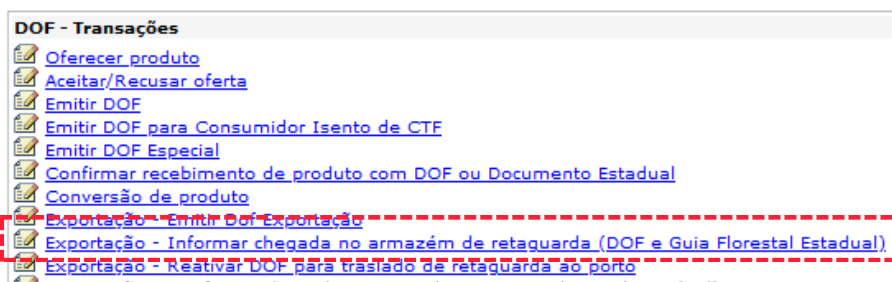 DOF - Transações
Oferecer produto
Aceitar/Recusar oferta
Emitir DOF
Emitir DOF para Consumidor Isento de CTF
Emitir DOF Especial
Confirmar recebimento de produto com DOF ou Documento Estadual
Conversão de produto
Exportação - Emitir Dof Exportação
Exportação - Informar chegada no armazém de retaguarda (DOF e Guia Florestal Estadual)
Exportação - Reativar DOF para traslado de retaguarda ao porto